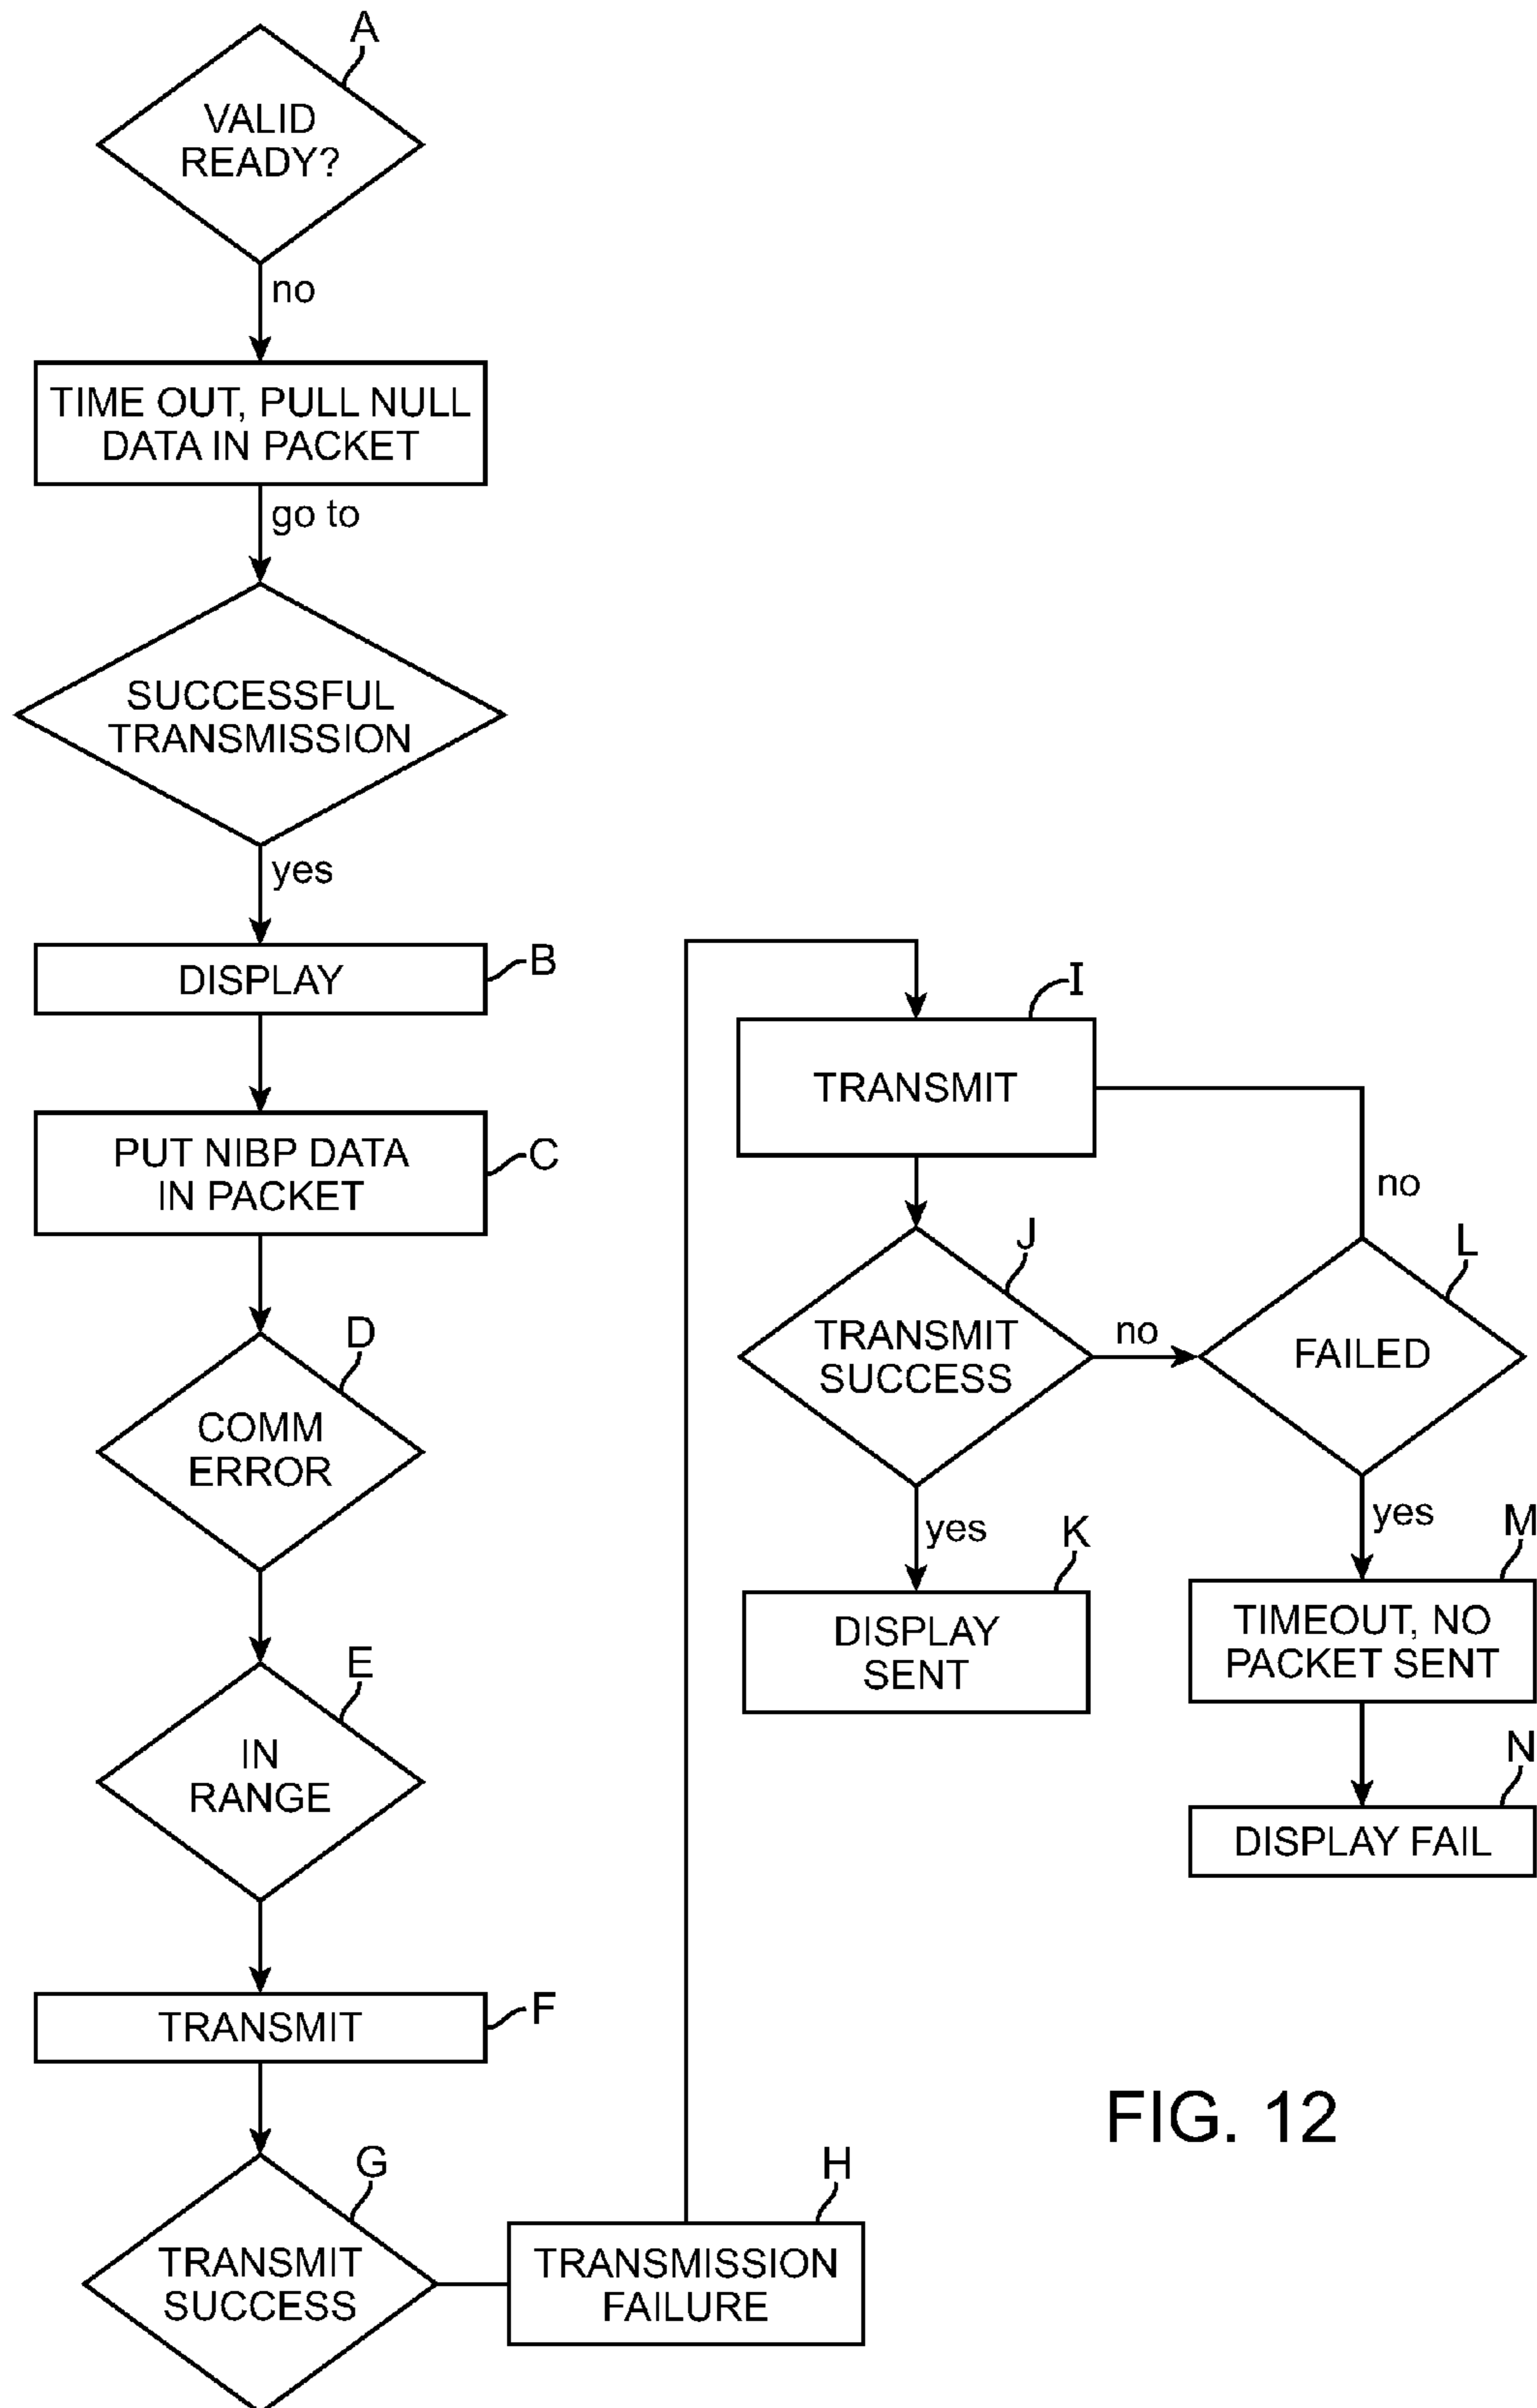 A
VALID
READY?
no
TIME OUT, PULL NULL
DATA IN PACKET
go to
SUCCESSFUL
TRANSMISSION
yes
DISPLAY
B
PUT NIBP DATA
IN PACKET
C
D
COMM
ERROR
E
IN
RANGE
TRANSMIT
F
G
TRANSMIT
SUCCESS
H
TRANSMISSION
FAILURE
I
TRANSMIT
J
TRANSMIT
SUCCESS
no
yes
K
DISPLAY
SENT
no
L
FAILED
yes
M
TIMEOUT, NO
PACKET SENT
N
DISPLAY FAIL
FIG. 12